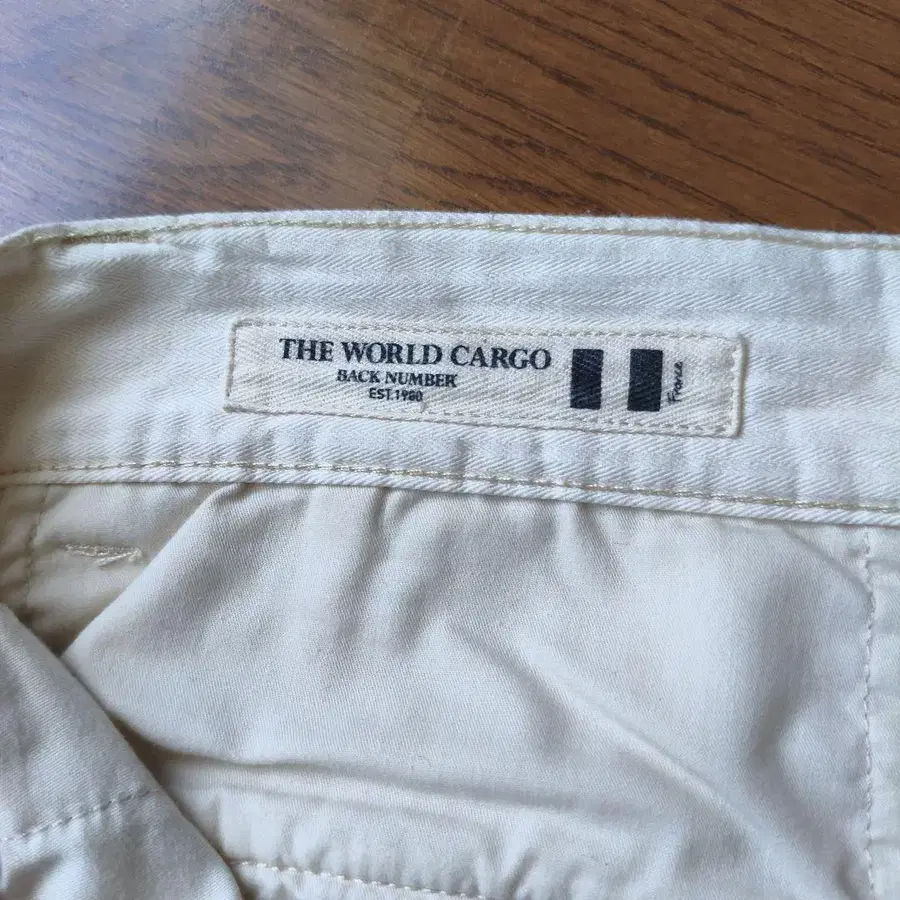 THE WORLD CARGO
BACK NUMBER
EST.1980
France